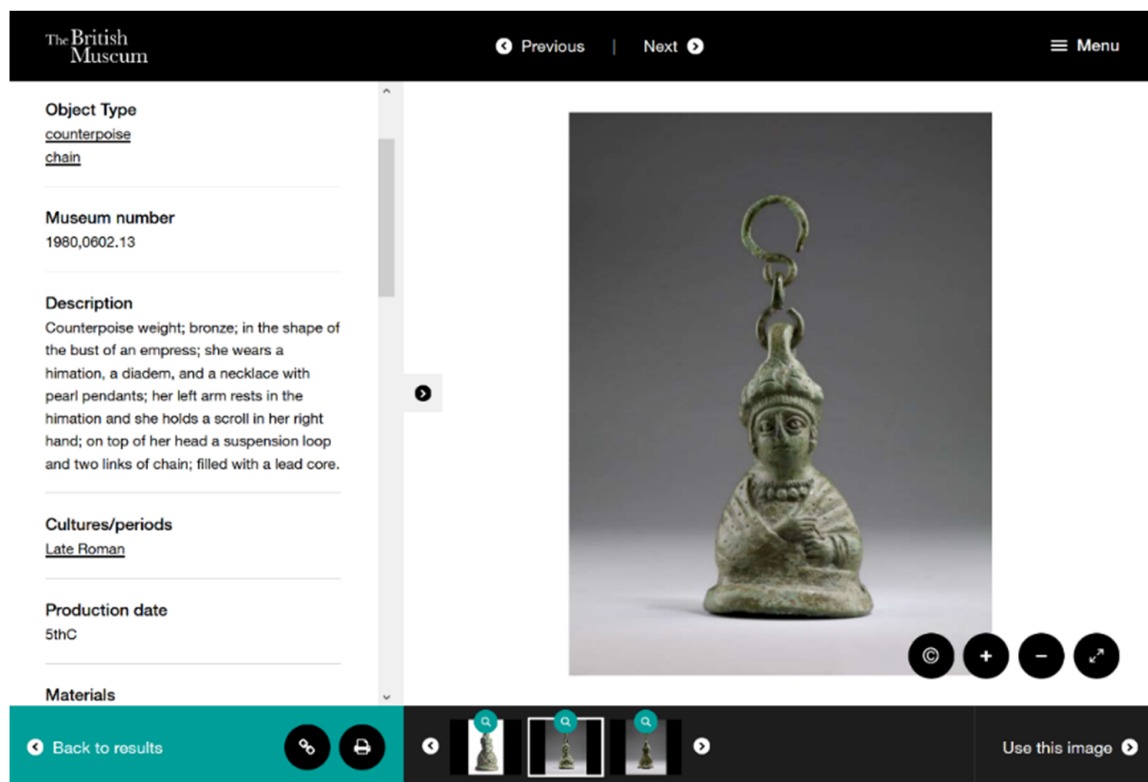 The British
Museum
Previous | Next
Menu
Object Type
counterpoise
chain
Museum number
1980,0602.13
Description
Counterpoise weight; bronze; in the shape of
the bust of an empress; she wears a
himation, a diadem, and a necklace with
pearl pendants; her left arm rests in the
himation and she holds a scroll in her right
hand; on top of her head a suspension loop
and two links of chain; filled with a lead core.
Cultures/periods
Late Roman
Production date
5thC
Materials
©
Back to results
Use this image